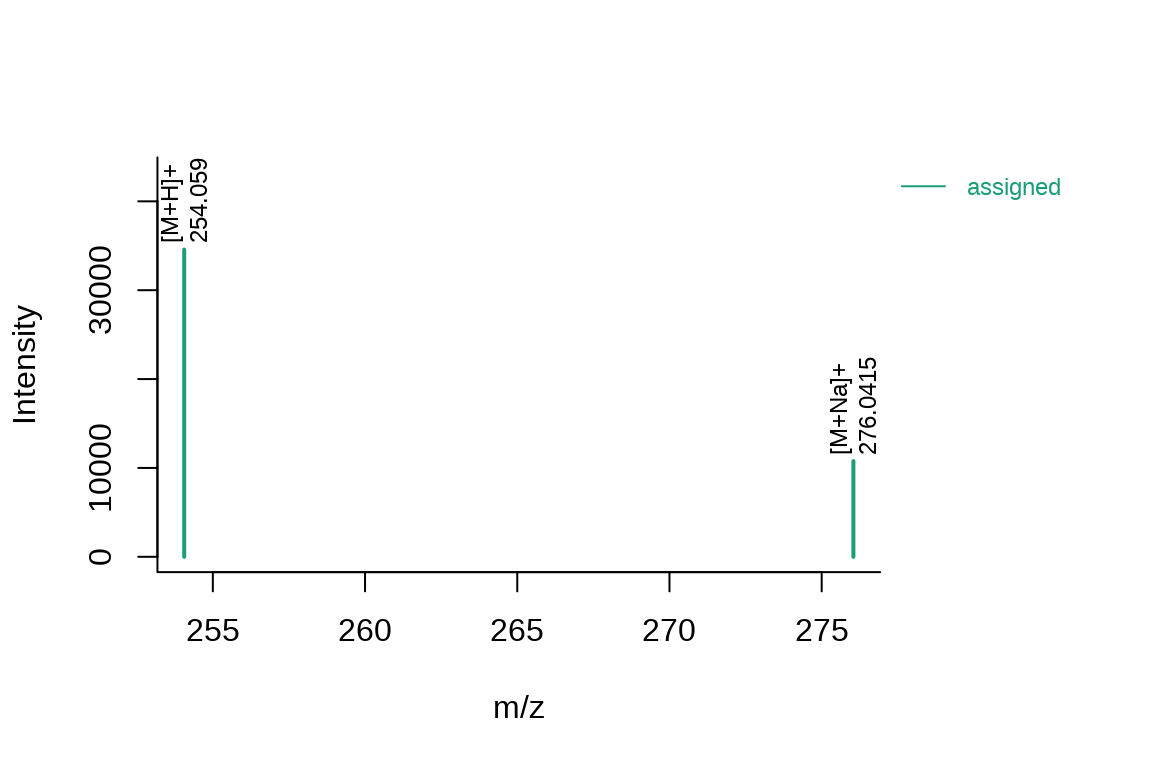 [M+H]+
254.059
assigned
[M+Na]+
276.0415
Intensity
30000
10000
0
255 260 265 270 275
m/z